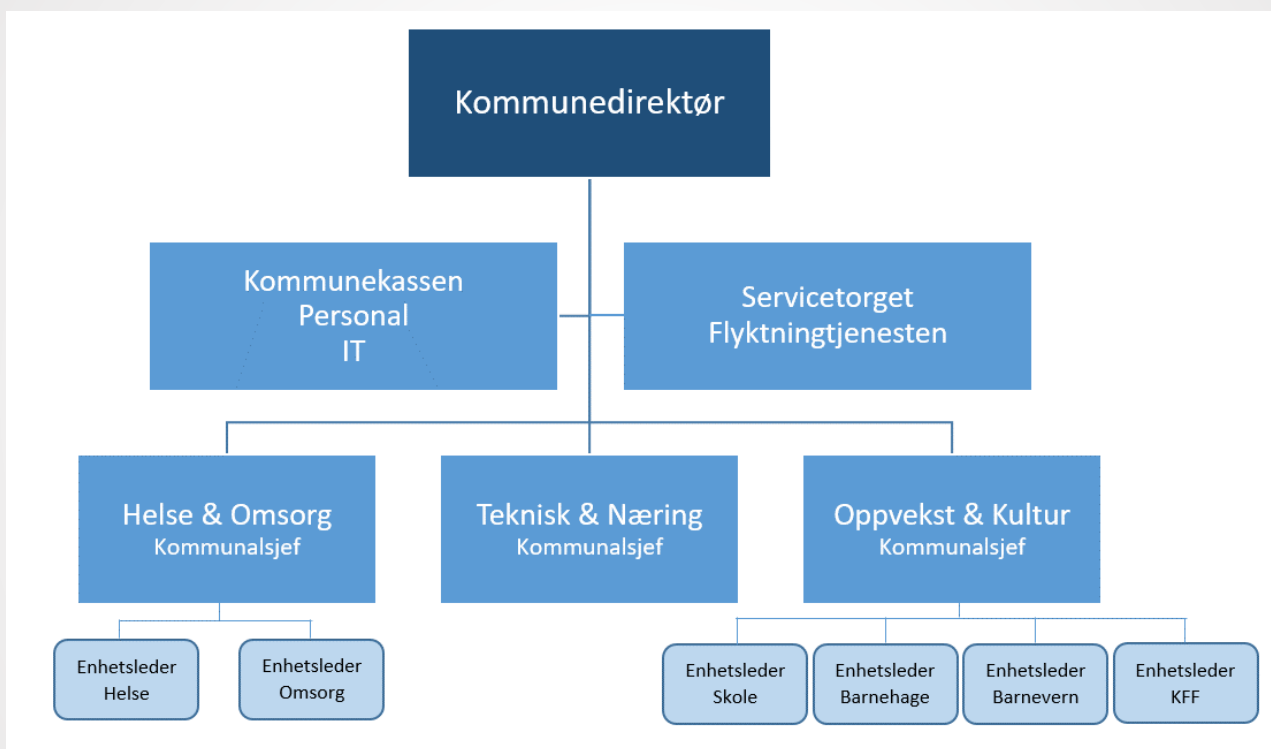 Kommunedirektør
Kommunekassen
Personal
IT
Servicetorget
Flyktningtjenesten
Helse & Omsorg
Kommunalsjef
Teknisk & Næring
Kommunalsjef
Oppvekst & Kultur
Kommunalsjef
Enhetsleder
Helse
Enhetsleder
Omsorg
Enhetsleder
Skole
Enhetsleder
Barnehage
Enhetsleder
Barnevern
Enhetsleder
KFF